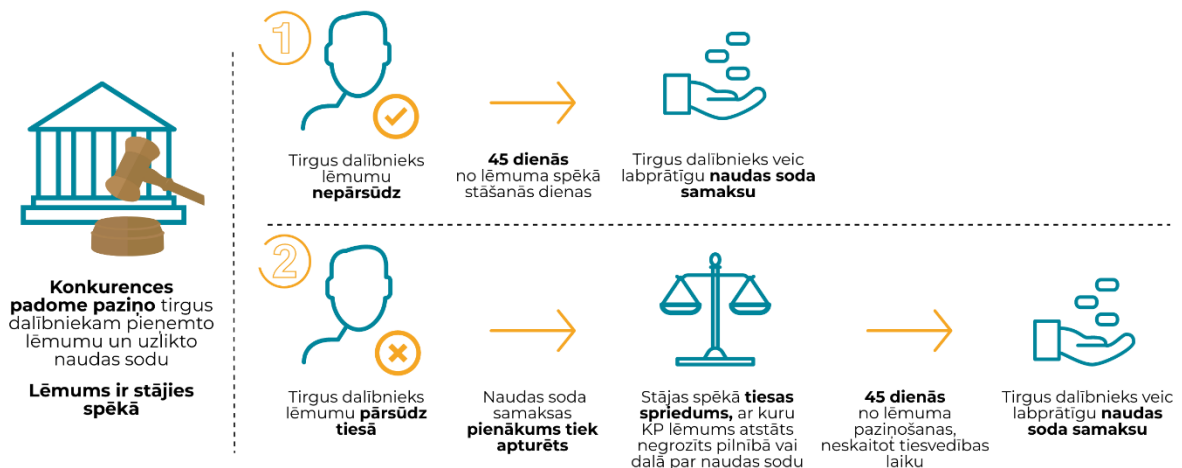 Konkurences
padome paziņo tirgus
dalībniekam pieņemto
lēmumu un uzlikto
naudas sodu
Lēmums ir stājies
spēkā
1
Tirgus dalībnieks
lēmumu
nepārsūdz
45 dienās
no lēmuma spēkā
stāšanās dienas
Tirgus dalībnieks veic
labprātīgu naudas soda
samaksu
2
Tirgus dalībnieks
lēmumu pārsūdz
tiesā
Naudas soda
samaksas
pienākums tiek
apturēts
Stājas spēkā tiesas
spriedums, ar kuru
KP lēmums atstāts
negrozīts pilnībā vai
daļā par naudas sodu
45 dienās
no lēmuma
paziņošanas,
neskaitot tiesvedības
laiku
Tirgus dalībnieks veic
labprātīgu naudas
soda samaksu